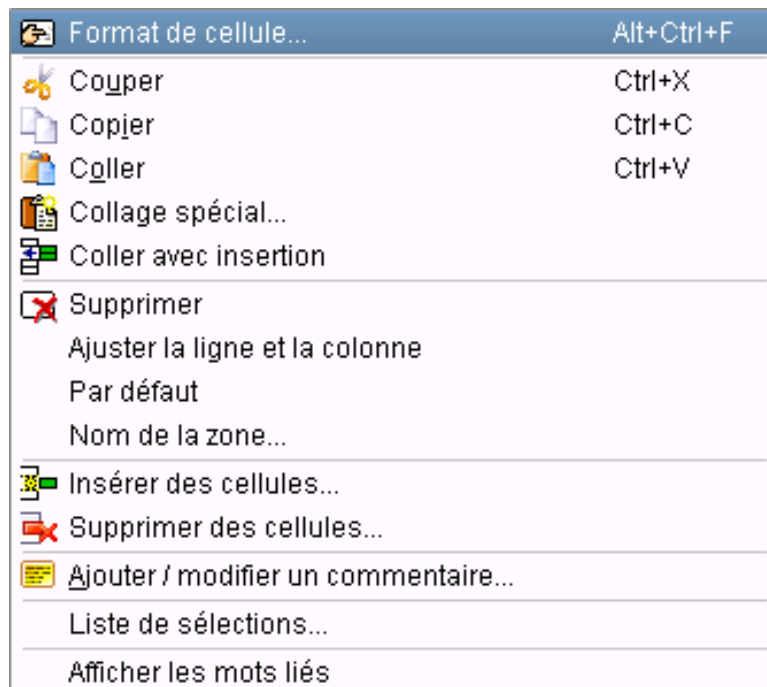 Format de cellule... Alt+Ctrl+F
Couper Ctrl+X
Copier Ctrl+C
Coller Ctrl+V
Collage spécial...
Coller avec insertion
Supprimer
Ajuster la ligne et la colonne
Par défaut
Nom de la zone...
Insérer des cellules...
Supprimer des cellules...
Ajouter / modifier un commentaire...
Liste de sélections...
Afficher les mots liés